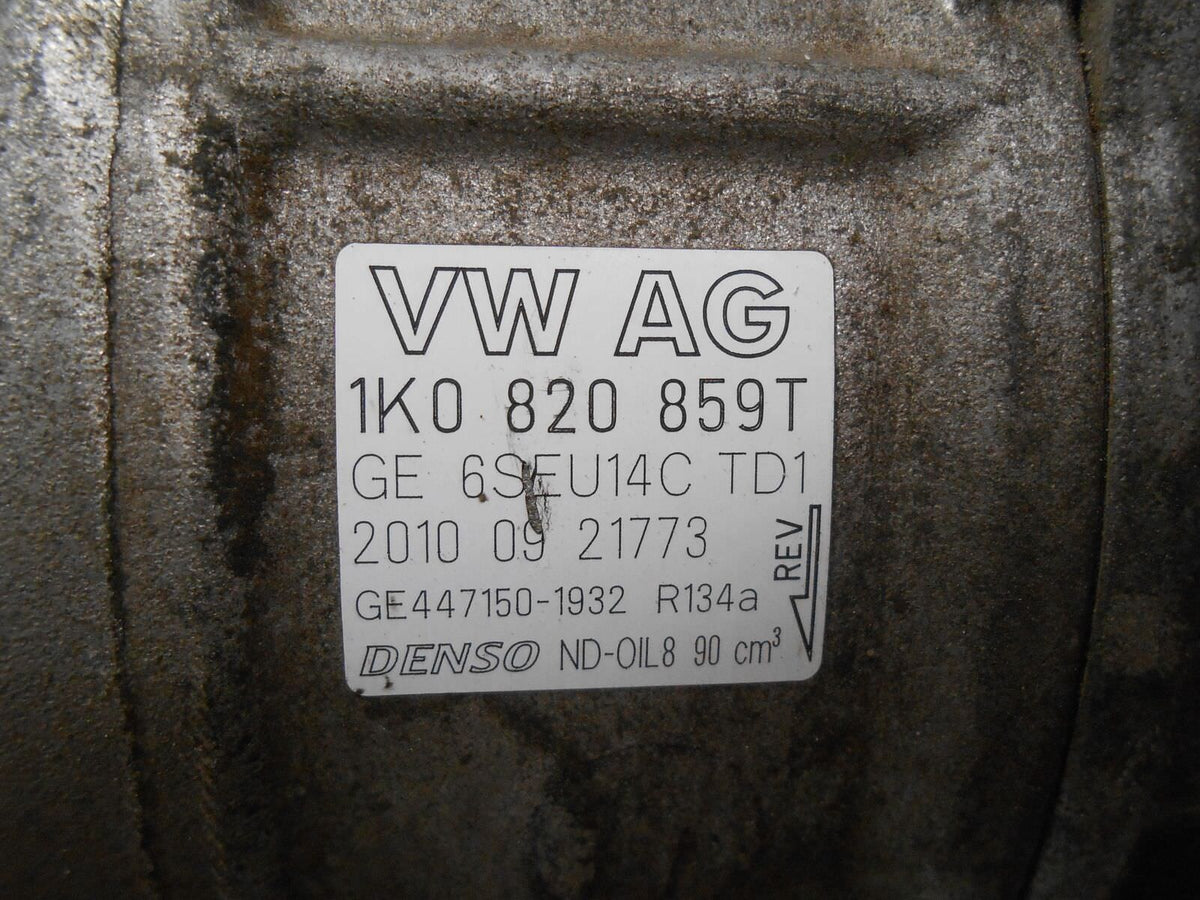 VW AG
1K0 820 859T
GE 6SEU14C TD1
2010 09 21773
REV
GE447150-1932 R134a
DENSO ND-OIL8 90 cm³